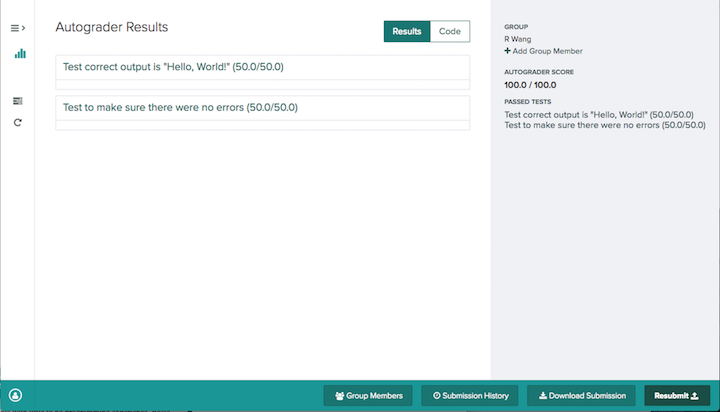 Autograder Results
Results
Code
Test correct output is "Hello, World!" (50.0/50.0)
Test to make sure there were no errors (50.0/50.0)
GROUP
R Wang
+ Add Group Member
AUTOGRADER SCORE
100.0 / 100.0
PASSED TESTS
Test correct output is "Hello, World!" (50.0/50.0)
Test to make sure there were no errors (50.0/50.0)
Group Members
Submission History
Download Submission
Resubmit